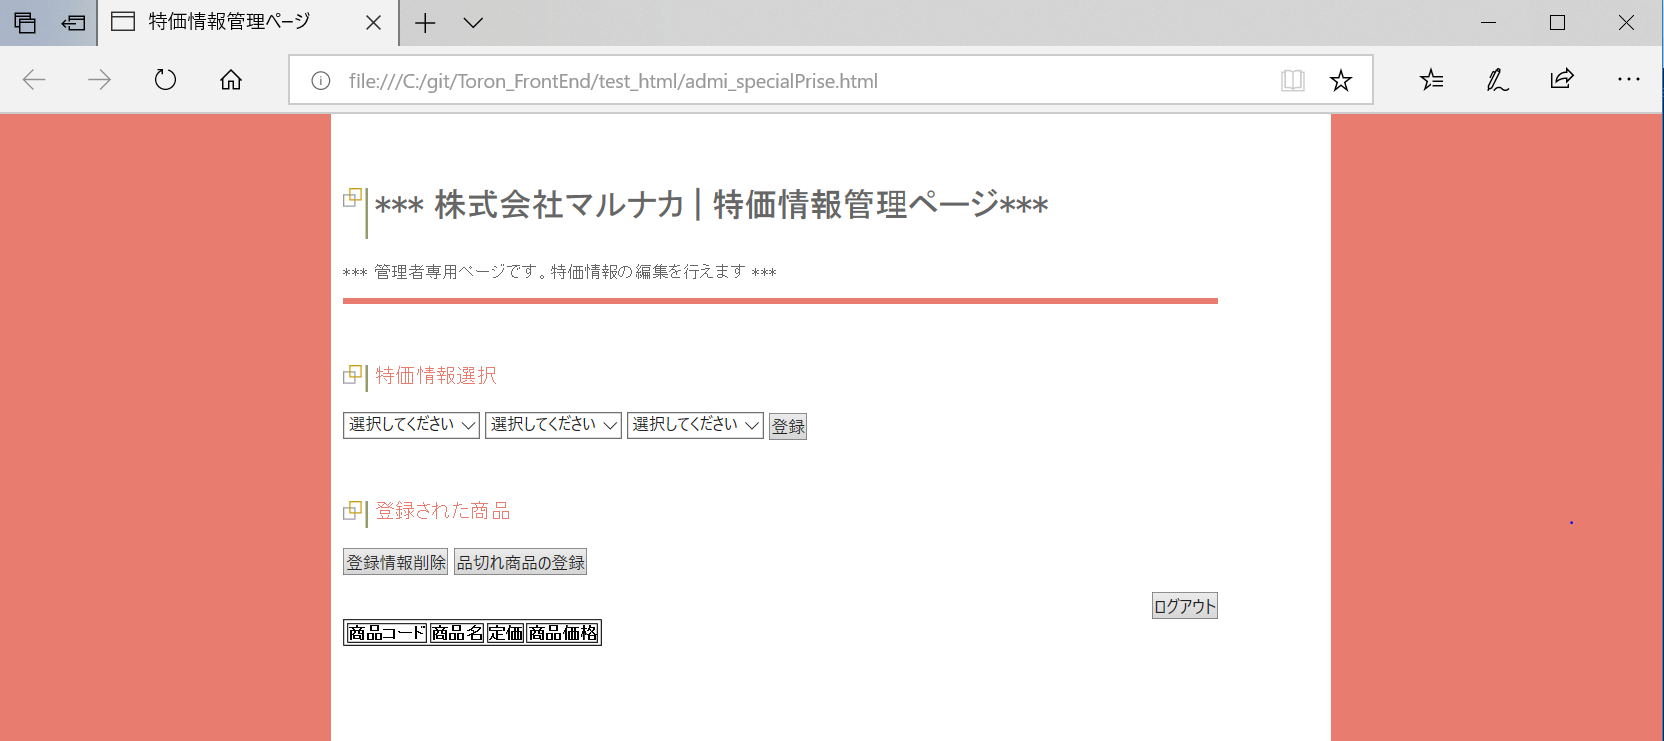 特価情報管理ページ
file:///C:/git/Toron_FrontEnd/test_html/admi_specialPrise.html
*** 株式会社マルナカ | 特価情報管理ページ***
*** 管理者専用ページです。特価情報の編集を行えます ***
特価情報選択
選択してください 選択してください 選択してください 登録
登録された商品
登録情報削除 品切れ商品の登録
ログアウト
商品コード 商品名 定価 商品価格